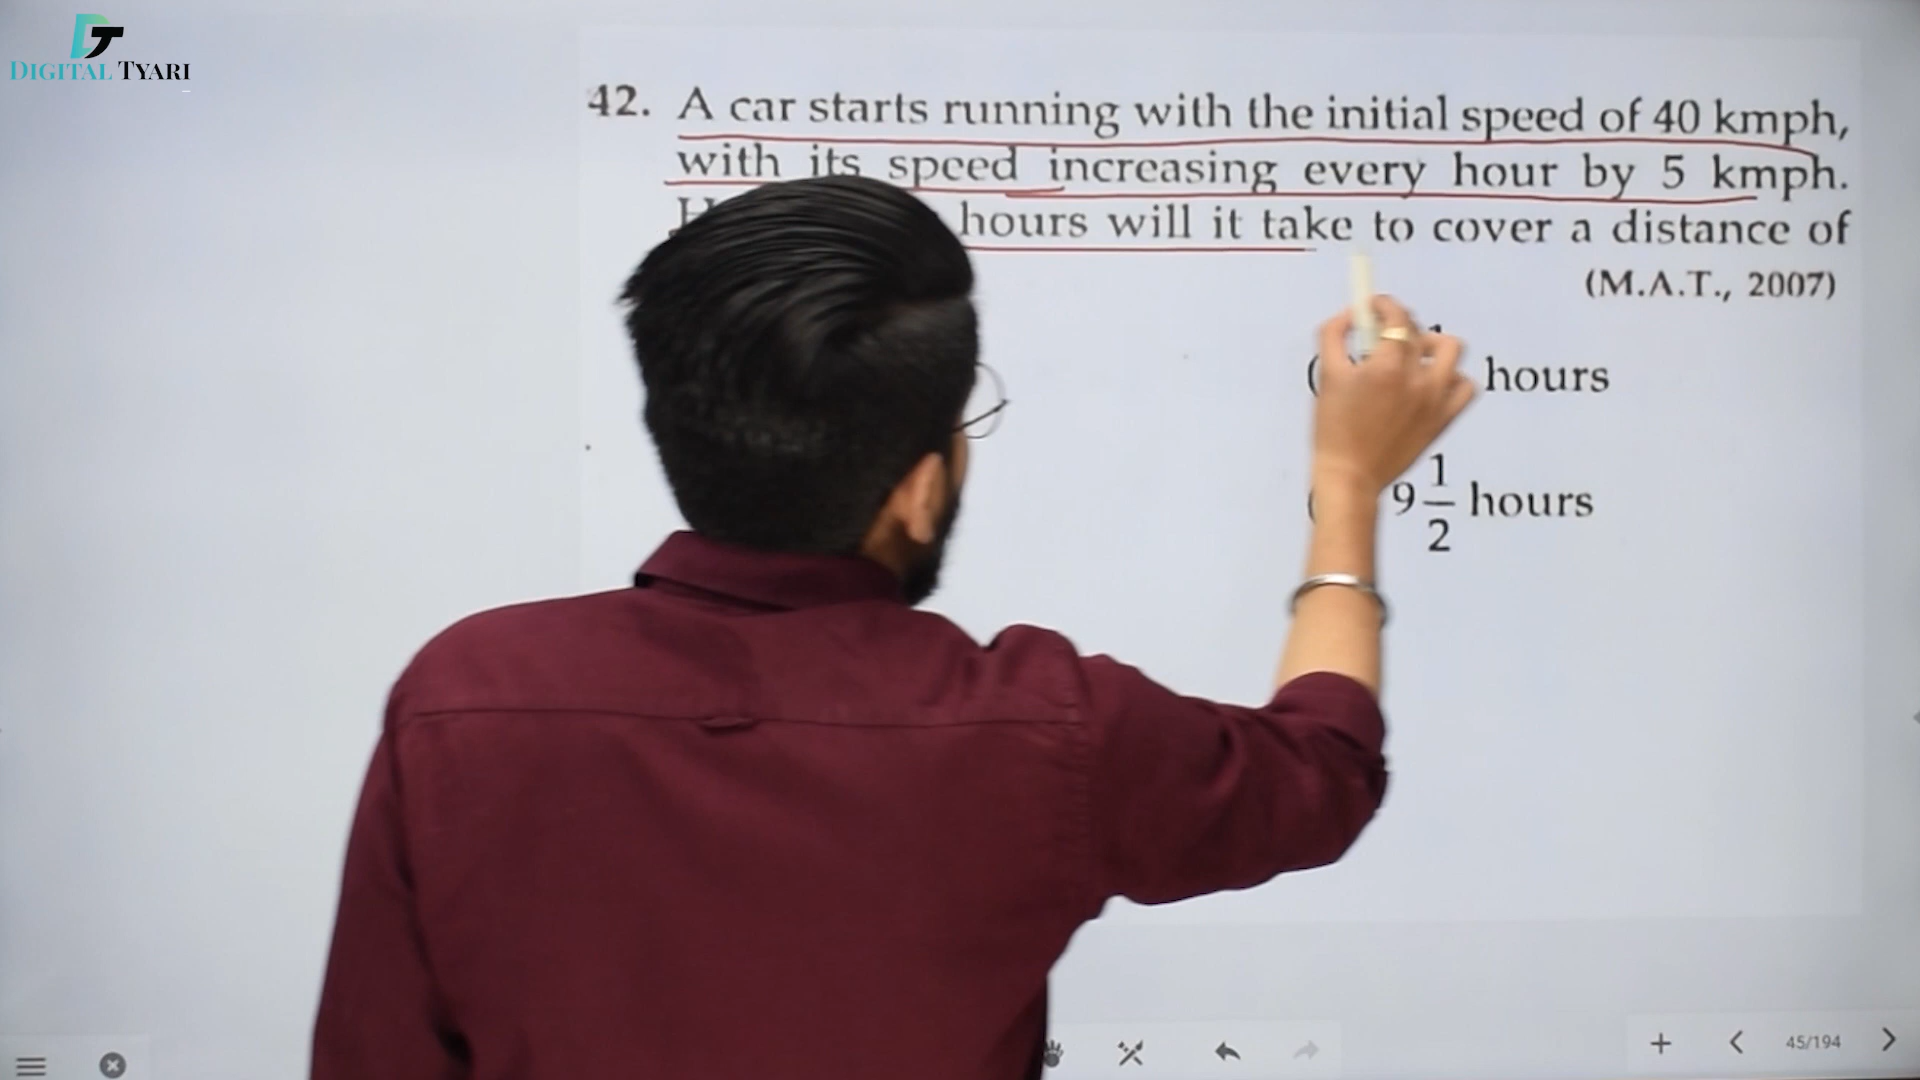 DIGITAL TYARI
42. A car starts running with the initial speed of 40 kmph,
with its speed increasing every hour by 5 kmph.
hours will it take to cover a distance of
(M.A.T., 2007)
hours
9 1/2 hours
45/194